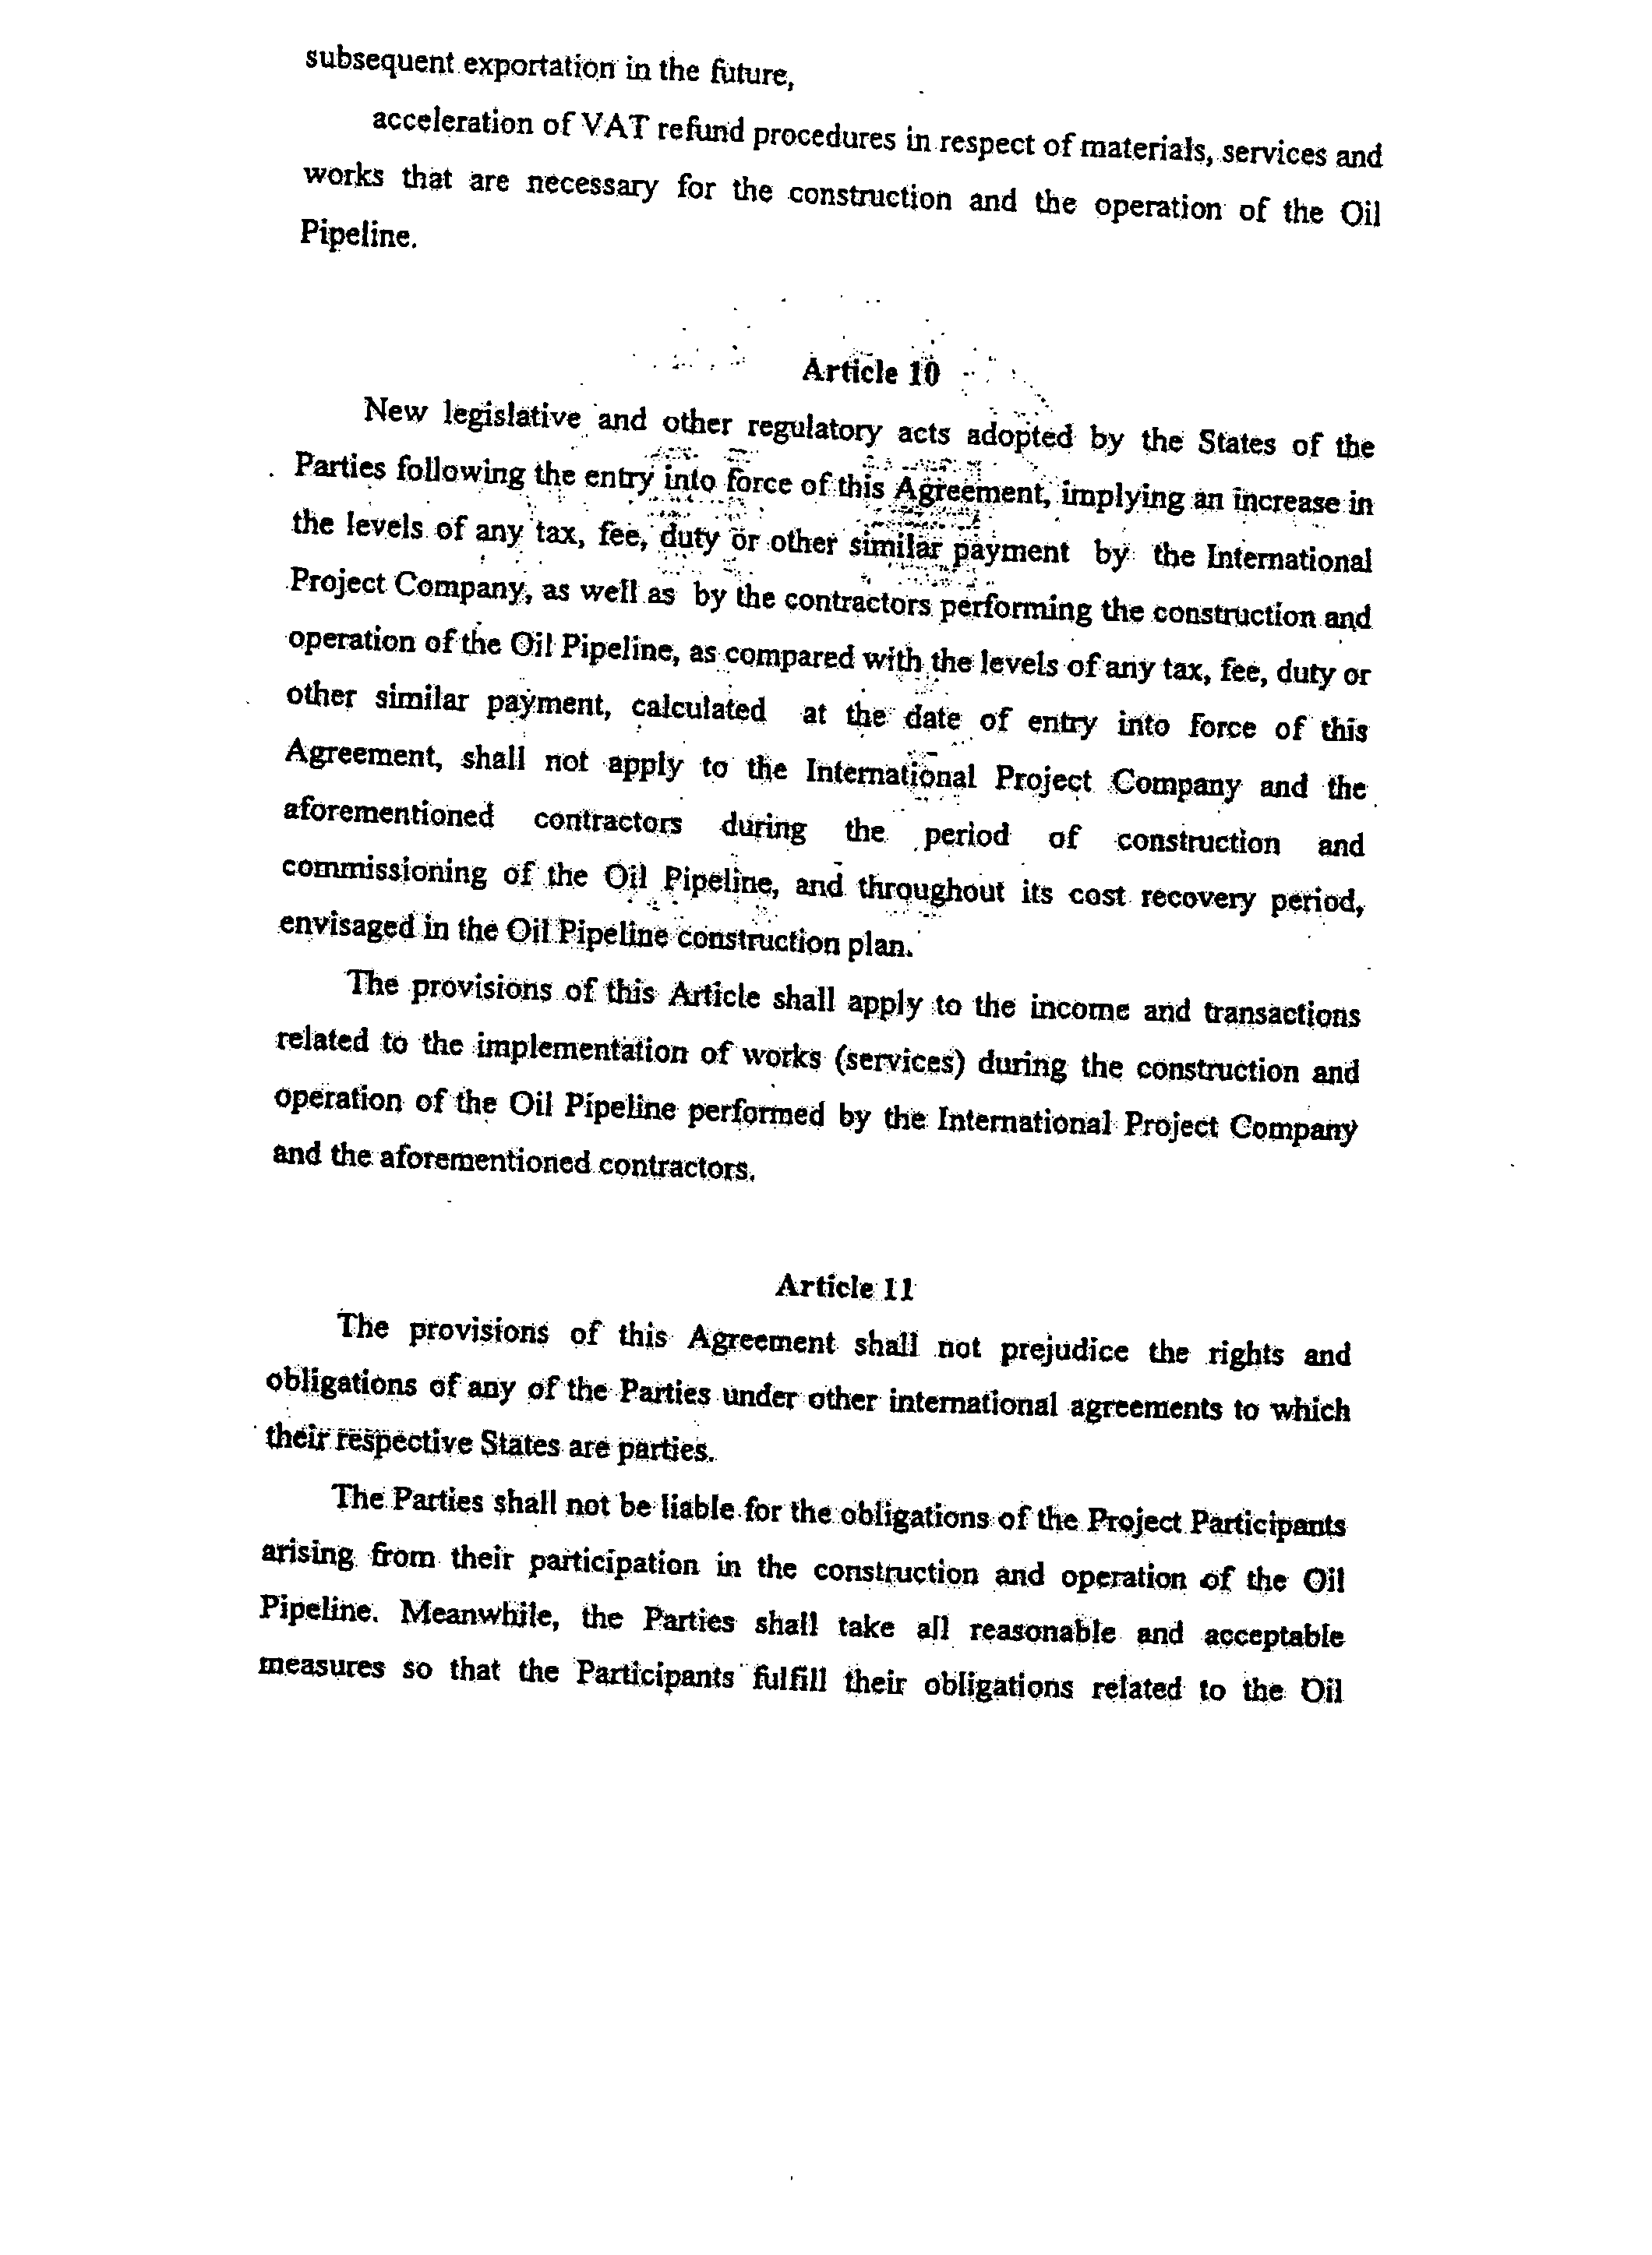 subsequent exportation in the future,
acceleration of VAT refund procedures in respect of materials, services and
works that are necessary for the construction and the operation of the Oil
Pipeline.
Article 10
New legislative and other regulatory acts adopted by the States of the
Parties following the entry into force of this Agreement, implying an increase in
the levels of any tax, fee, duty or other similar payment by the International
Project Company, as well as by the contractors performing the construction and
operation of the Oil Pipeline, as compared with the levels of any tax, fee, duty or
other similar payment, calculated at the date of entry into force of this
Agreement, shall not apply to the International Project Company and the
aforementioned contractors during the period of construction and
commissioning of the Oil Pipeline, and throughout its cost recovery period,
envisaged in the Oil Pipeline construction plan.
The provisions of this Article shall apply to the income and transactions
related to the implementation of works (services) during the construction and
operation of the Oil Pipeline performed by the International Project Company
and the aforementioned contractors.
Article 11
The provisions of this Agreement shall not prejudice the rights and
obligations of any of the Parties under other international agreements to which
their respective States are parties.
The Parties shall not be liable for the obligations of the Project Participants
arising from their participation in the construction and operation of the Oil
Pipeline. Meanwhile, the Parties shall take all reasonable and acceptable
measures so that the Participants fulfill their obligations related to the Oil